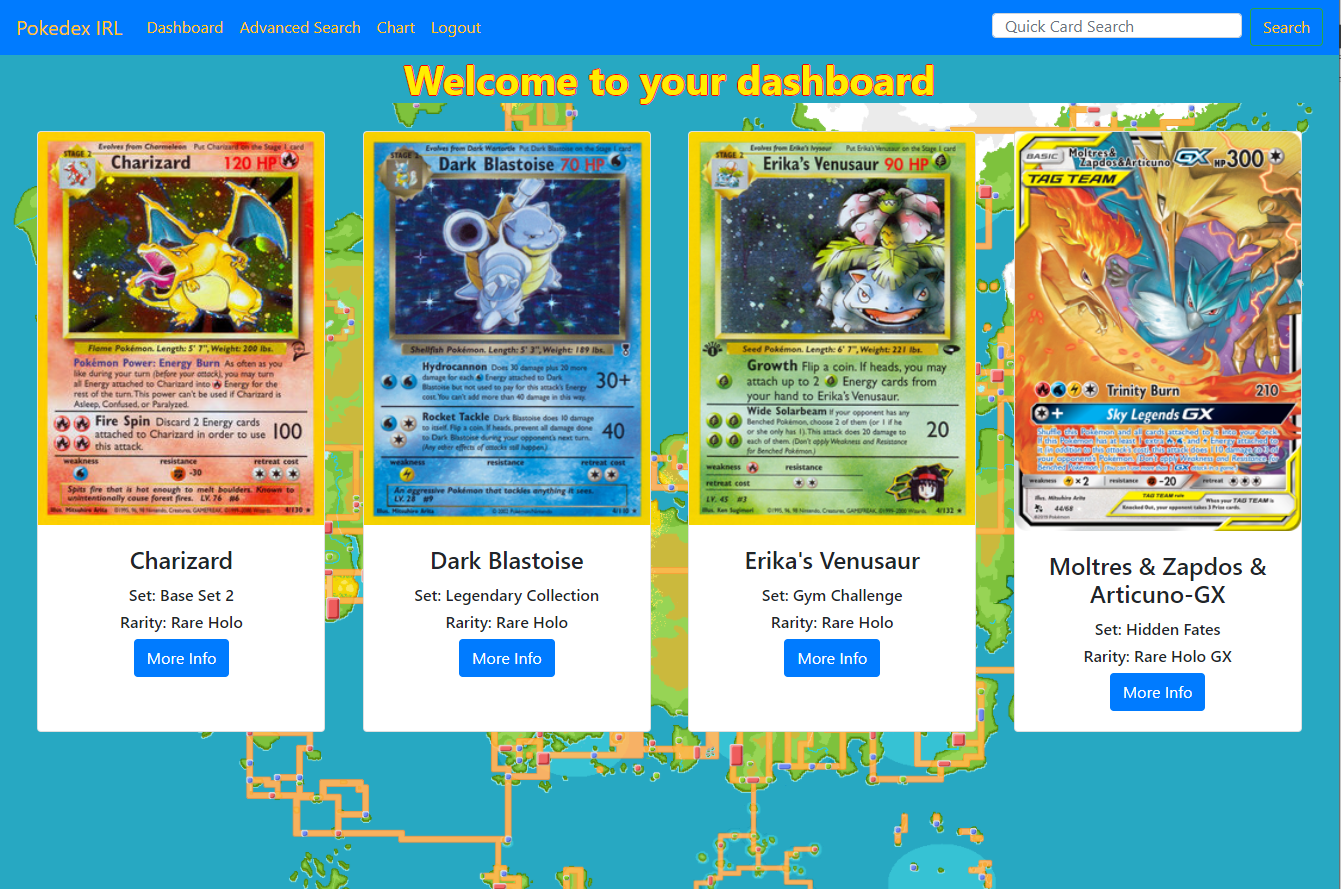 Pokedex IRL Dashboard Advanced Search Chart Logout Quick Card Search Search
Welcome to your dashboard
STAGE 2 Evolves from Charmeleon Put Charizard on the Stage 1 card
Charizard 120 HP
Flame Pokémon. Length: 5' 7", Weight: 200 lbs.
Pokémon Power: Energy Burn As often as you
like during your turn (before your attack), you may turn
all Energy attached to Charizard into Energy for the
rest of the turn. This power can't be used if Charizard is
Asleep, Confused, or Paralyzed.
Fire Spin Discard 2 Energy cards
attached to Charizard in order to use 100
this attack.
weakness resistance retreat cost
-30
Spits fire that is hot enough to melt boulders. Known to
unintentionally cause forest fires. LV. 76 #6
Illus. Mitsuhiro Arita ©1995, 96, 98 Nintendo, Creatures, GAMEFREAK. ©1999-2000 Wizards. 4/130
Charizard
Set: Base Set 2
Rarity: Rare Holo
More Info
STAGE 2 Evolves from Dark Wartortle Put Dark Blastoise on the Stage 1 card
Dark Blastoise 70 HP
Shellfish Pokémon. Length: 5' 3", Weight: 189 lbs.
Hydrocannon Does 30 damage plus 20 more
damage for each Energy attached to Dark
Blastoise but not used to pay for this attack's Energy 30+
cost. You can't add more than 40 damage in this way.
Rocket Tackle Dark Blastoise does 10 damage
to itself. Flip a coin. If heads, prevent all damage done
to Dark Blastoise during your opponent's next turn. 40
(Any other effects of attacks still happen.)
weakness resistance retreat cost
An aggressive Pokémon that tackles anything it sees.
LV. 28 #9
Illus. Mitsuhiro Arita 4/110
Dark Blastoise
Set: Legendary Collection
Rarity: Rare Holo
More Info
STAGE 2 Evolves from Erika's Ivysaur Put Erika's Venusaur on the Stage 1 card
Erika's Venusaur 90 HP
Seed Pokémon. Length: 6' 7", Weight: 221 lbs.
Growth Flip a coin. If heads, you may
attach up to 2 Energy cards from
your hand to Erika's Venusaur.
Wide Solarbeam If your opponent has any
Benched Pokémon, choose 2 of them (or 1 if he
or she only has 1). This attack does 20 damage to 20
each of them. (Don't apply Weakness and Resistance
for Benched Pokémon.)
weakness resistance
retreat cost
LV. 45 #3
Illus. Ken Sugimori ©1995, 96, 98 Nintendo, Creatures, GAMEFREAK. ©1999-2000 Wizards. 4/132
Erika's Venusaur
Set: Gym Challenge
Rarity: Rare Holo
More Info
BASIC Moltres&
Zapdos&Articuno GX HP300
TAG TEAM
Trinity Burn 210
Sky Legends GX
Shuffle this Pokémon and all cards attached to it into your deck.
weakness ×2 resistance -20 retreat
Illus. Mitsuhiro Arita TAG TEAM rule When your TAG TEAM is
44/68 Knocked Out, your opponent takes 3 Prize cards.
©2019 Pokémon
Moltres & Zapdos &
Articuno-GX
Set: Hidden Fates
Rarity: Rare Holo GX
More Info